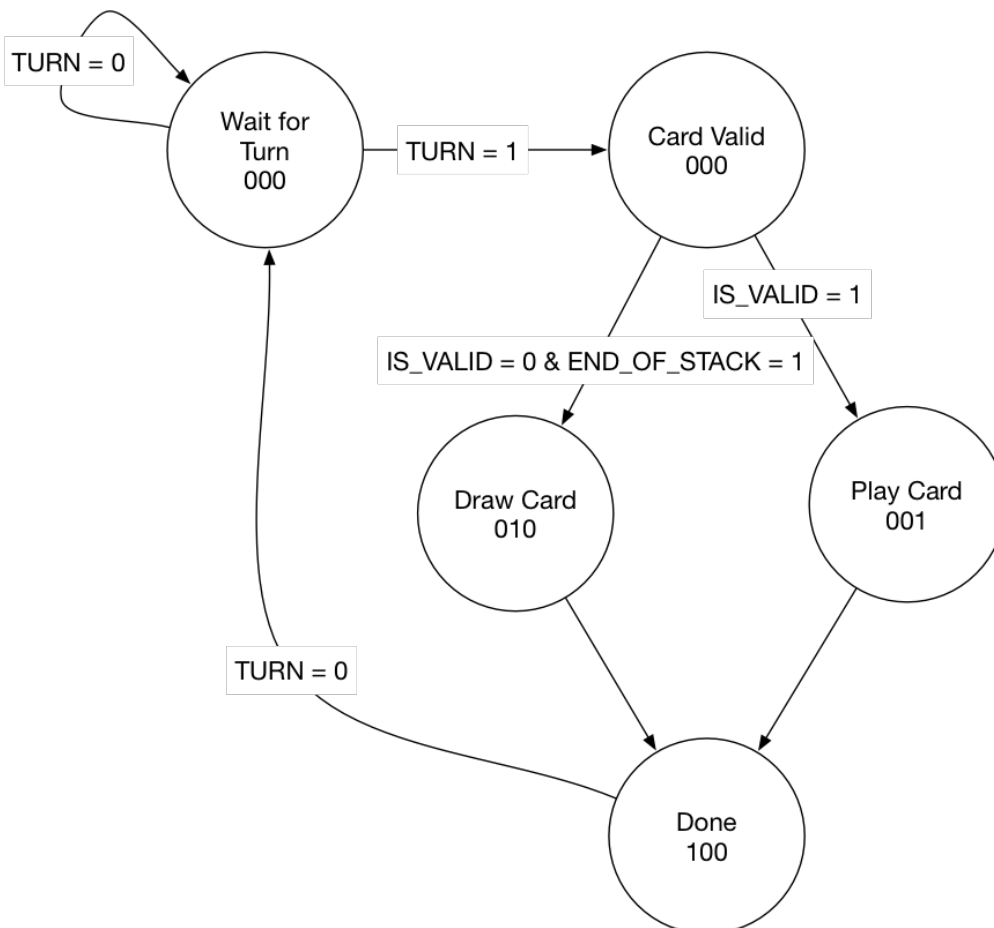 TURN = 0
Wait for
Turn
000
TURN = 1
Card Valid
000
IS_VALID = 1
IS_VALID = 0 & END_OF_STACK = 1
Draw Card
010
Play Card
001
TURN = 0
Done
100